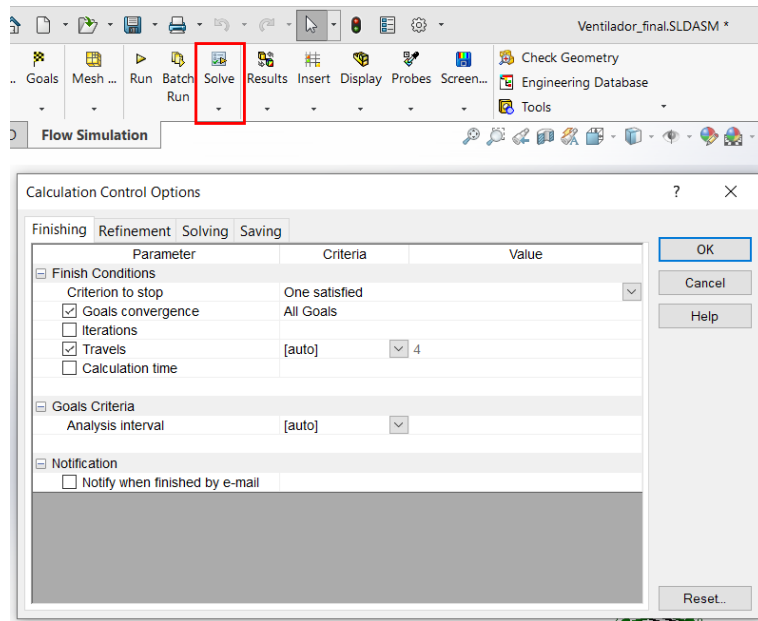 Ventilador_final.SLDASM *
.. Goals Mesh ... Run Batch Run Solve Results Insert Display Probes Screen...
Check Geometry
Engineering Database
Tools
Flow Simulation
Calculation Control Options ?
Finishing Refinement Solving Saving
Parameter Criteria Value
OK
Finish Conditions
Criterion to stop One satisfied
Cancel
Goals convergence All Goals
Help
Iterations
Travels [auto] 4
Calculation time
Goals Criteria
Analysis interval [auto]
Notification
Notify when finished by e-mail
Reset..